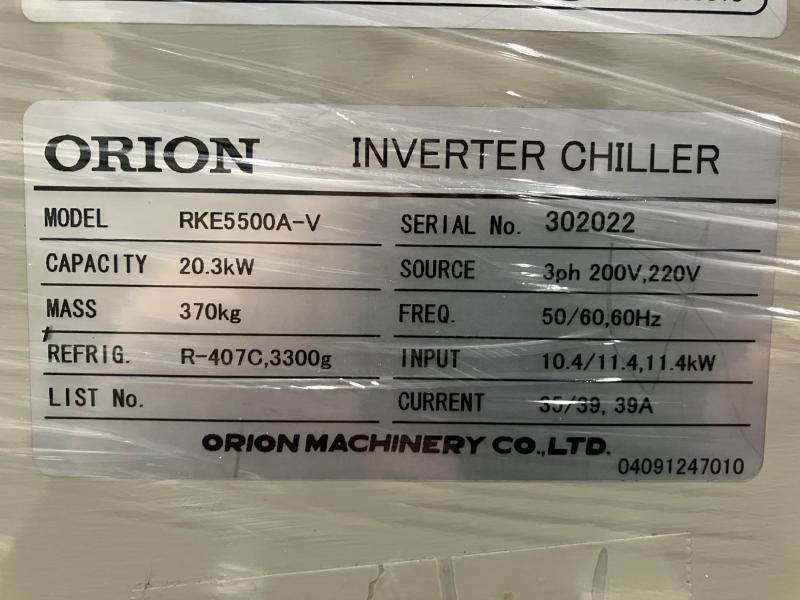 ORION INVERTER CHILLER
MODEL RKE5500A-V SERIAL No. 302022
CAPACITY 20.3kW SOURCE 3ph 200V,220V
MASS 370kg FREQ. 50/60,60Hz
REFRIG. R-407C,3300g INPUT 10.4/11.4,11.4kW
LIST No. CURRENT 35/39, 39A
ORION MACHINERY CO.,LTD.
04091247010